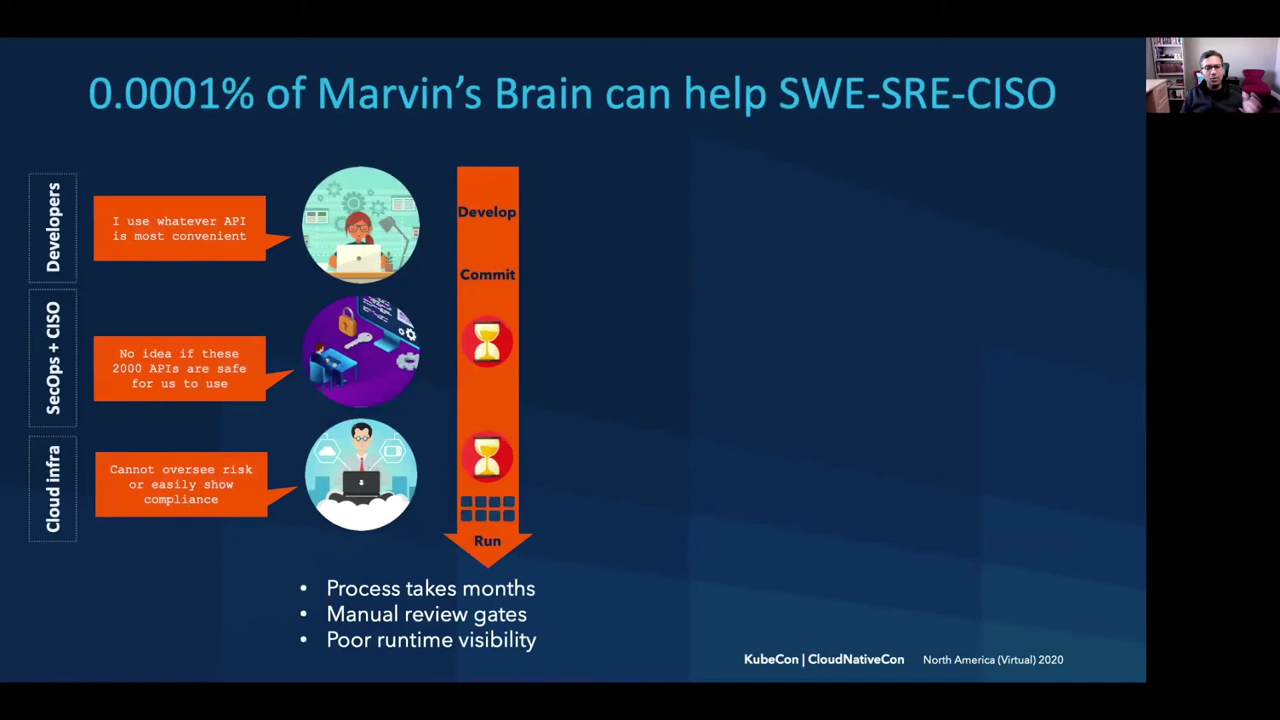 0.0001% of Marvin's Brain can help SWE-SRE-CISO
Developers
I use whatever API
is most convenient
Develop
Commit
SecOps + CISO
No idea if these
2000 APIs are safe
for us to use
Cloud infra
Cannot oversee risk
or easily show
compliance
Run
• Process takes months
• Manual review gates
• Poor runtime visibility
KubeCon | CloudNativeCon North America (Virtual) 2020